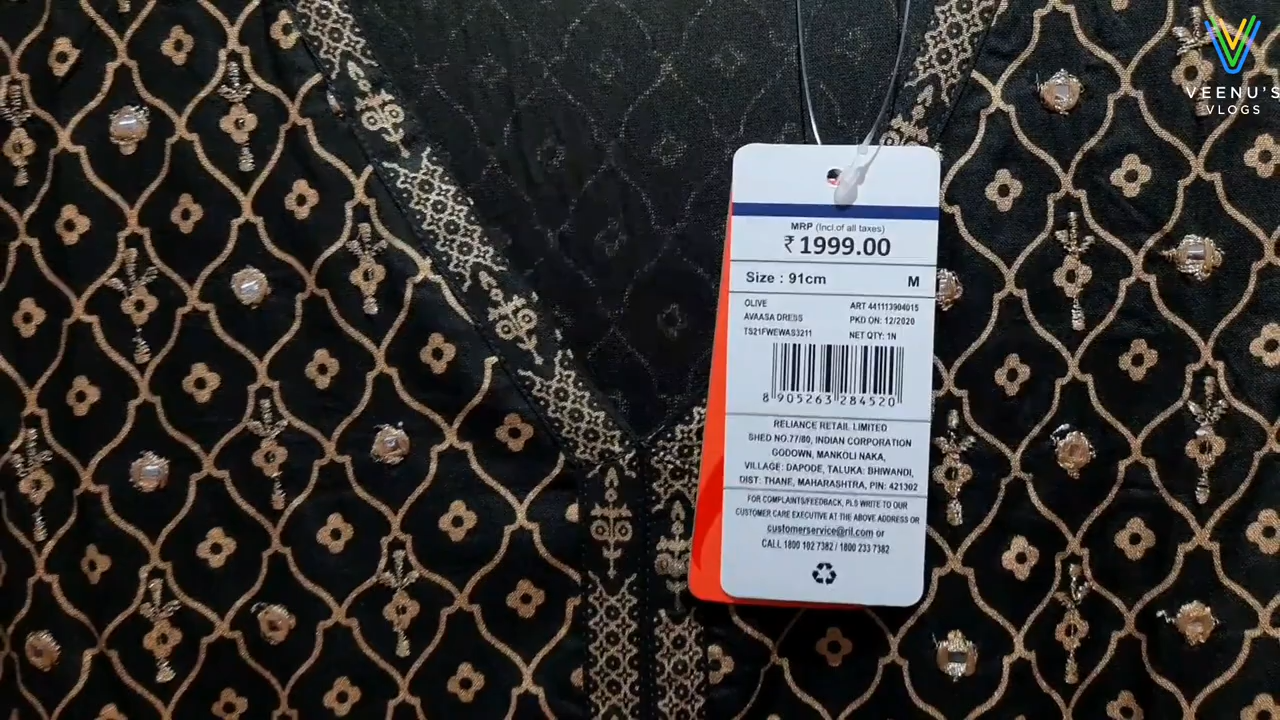 VEENU'S
VLOGS
MRP (Incl.of all taxes)
₹ 1999.00
Size : 91cm M
OLIVE ART 441113904015
AVAASA DRESS PKD ON: 12/2020
TS21FWEWAS3211 NET QTY: 1N
8 905263 284520
RELIANCE RETAIL LIMITED
SHED NO.77/80, INDIAN CORPORATION
GODOWN, MANKOLI NAKA,
VILLAGE: DAPODE, TALUKA: BHIWANDI,
DIST: THANE, MAHARASHTRA, PIN: 421302
FOR COMPLAINTS/FEEDBACK, PLS WRITE TO OUR
CUSTOMER CARE EXECUTIVE AT THE ABOVE ADDRESS OR
customerservice@ril.com or
CALL 1800 102 7382 / 1800 233 7382